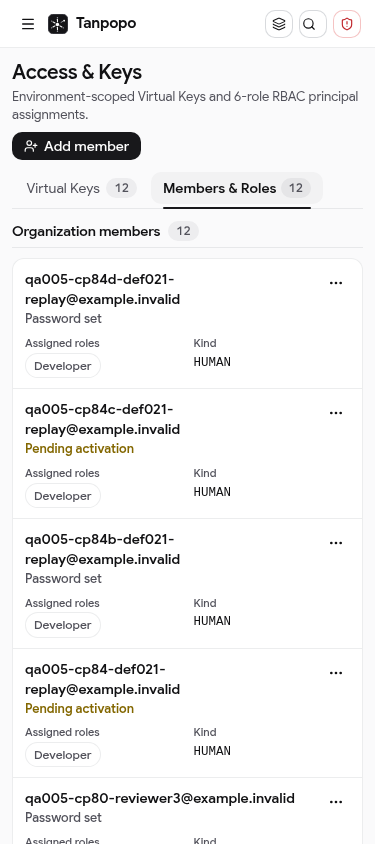 Tanpopo
Access & Keys
Environment-scoped Virtual Keys and 6-role RBAC principal
assignments.
Add member
Virtual Keys 12
Members & Roles 12
Organization members 12
qa005-cp84d-def021-
replay@example.invalid
Password set
Assigned roles
Kind
Developer
HUMAN
qa005-cp84c-def021-
replay@example.invalid
Pending activation
Assigned roles
Kind
Developer
HUMAN
qa005-cp84b-def021-
replay@example.invalid
Password set
Assigned roles
Kind
Developer
HUMAN
qa005-cp84-def021-
replay@example.invalid
Pending activation
Assigned roles
Kind
Developer
HUMAN
qa005-cp80-reviewer3@example.invalid
Password set
Assigned roles
Kind